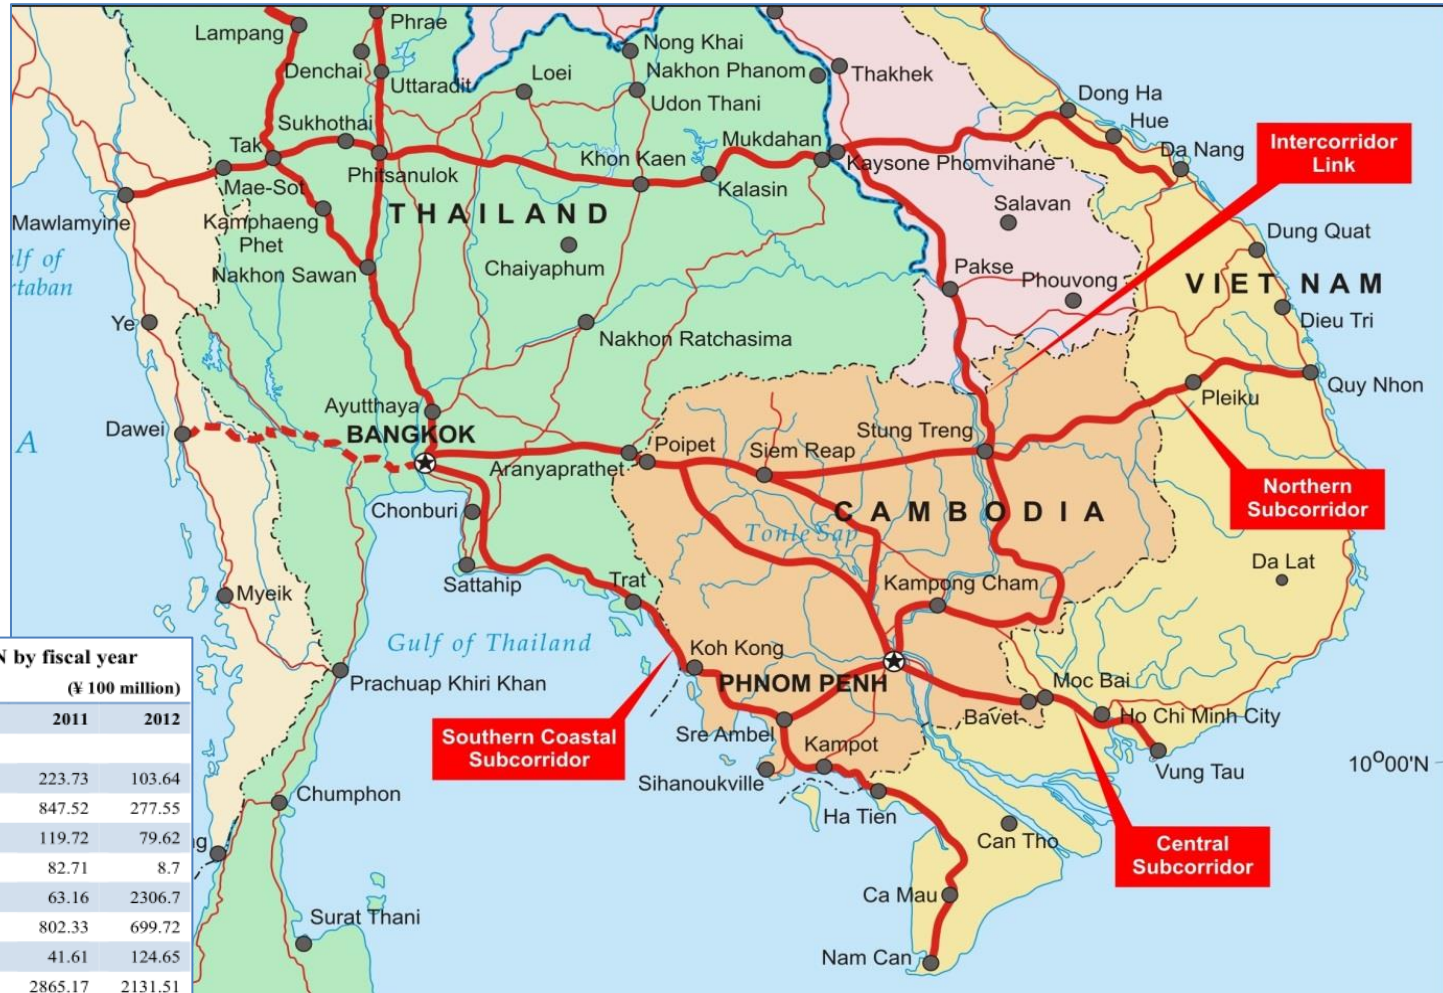 Lampang
Phrae
Denchai
Uttaradit
Loei
Nong Khai
Nakhon Phanom
Udon Thani
Thakhek
Dong Ha
Hue
Da Nang
Sukhothai
Tak
Mae-Sot
Phitsanulok
Khon Kaen
Kalasin
Mukdahan
Kaysone Phomvihane
Intercorridor
Link
Mawlamyine
Kamphaeng
Phet
THAILAND
Chaiyaphum
Salavan
Dung Quat
Nakhon Sawan
Pakse
Phouvong
VIET NAM
Dieu Tri
Ye
Nakhon Ratchasima
Quy Nhon
Pleiku
Ayutthaya
Dawei
BANGKOK
A
Aranyaprathet
Poipet
Siem Reap
Stung Treng
Northern
Subcorridor
Chonburi
CAMBODIA
Tonle Sap
Sattahip
Da Lat
Myeik
Trat
Kampong Cham
Gulf of Thailand
Koh Kong
PHNOM PENH
Prachuap Khiri Khan
Moc Bai
Bavet
Ho Chi Minh City
Southern Coastal
Subcorridor
Sre Ambel
Kampot
Sihanoukville
Vung Tau
10°00'N
Chumphon
Ha Tien
Can Tho
Central
Subcorridor
Ca Mau
Surat Thani
Nam Can
N by fiscal year
(¥ 100 million)
2011 2012
223.73 103.64
847.52 277.55
119.72 79.62
82.71 8.7
63.16 2306.7
802.33 699.72
41.61 124.65
2865.17 2131.51